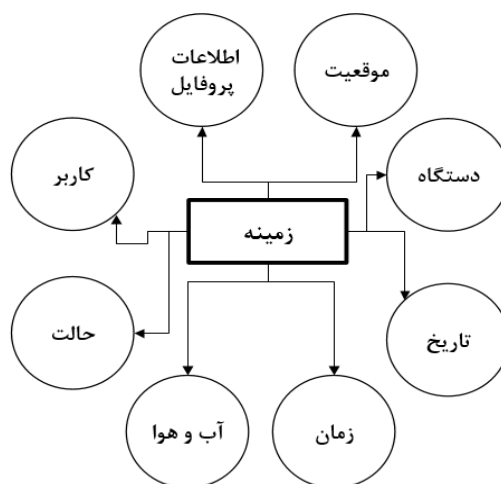 موقعیت
اطلاعات
پروفایل
دستگاه
کاربر
زمینه
تاریخ
حالت
زمان
آب و هوا